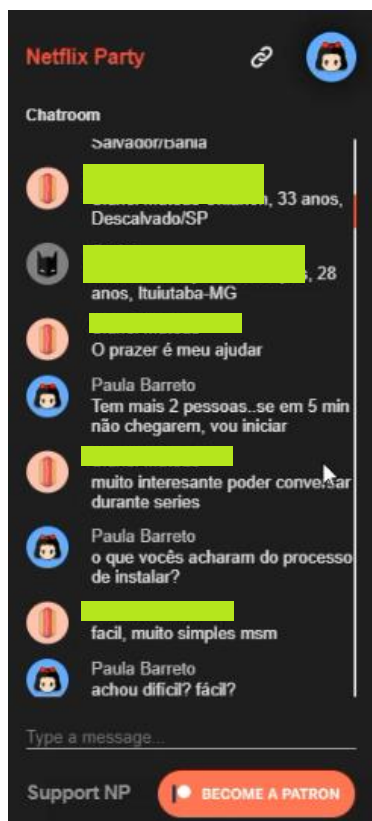 Netflix Party
Chatroom
Salvador/Bahia
, 33 anos,
Descalvado/SP
, 28
anos, Ituiutaba-MG
O prazer é meu ajudar
Paula Barreto
Tem mais 2 pessoas..se em 5 min
não chegarem, vou iniciar
muito interesante poder conversar
durante series
Paula Barreto
o que vocês acharam do processo
de instalar?
facil, muito simples msm
Paula Barreto
achou difícil? fácil?
Type a message...
Support NP
BECOME A PATRON